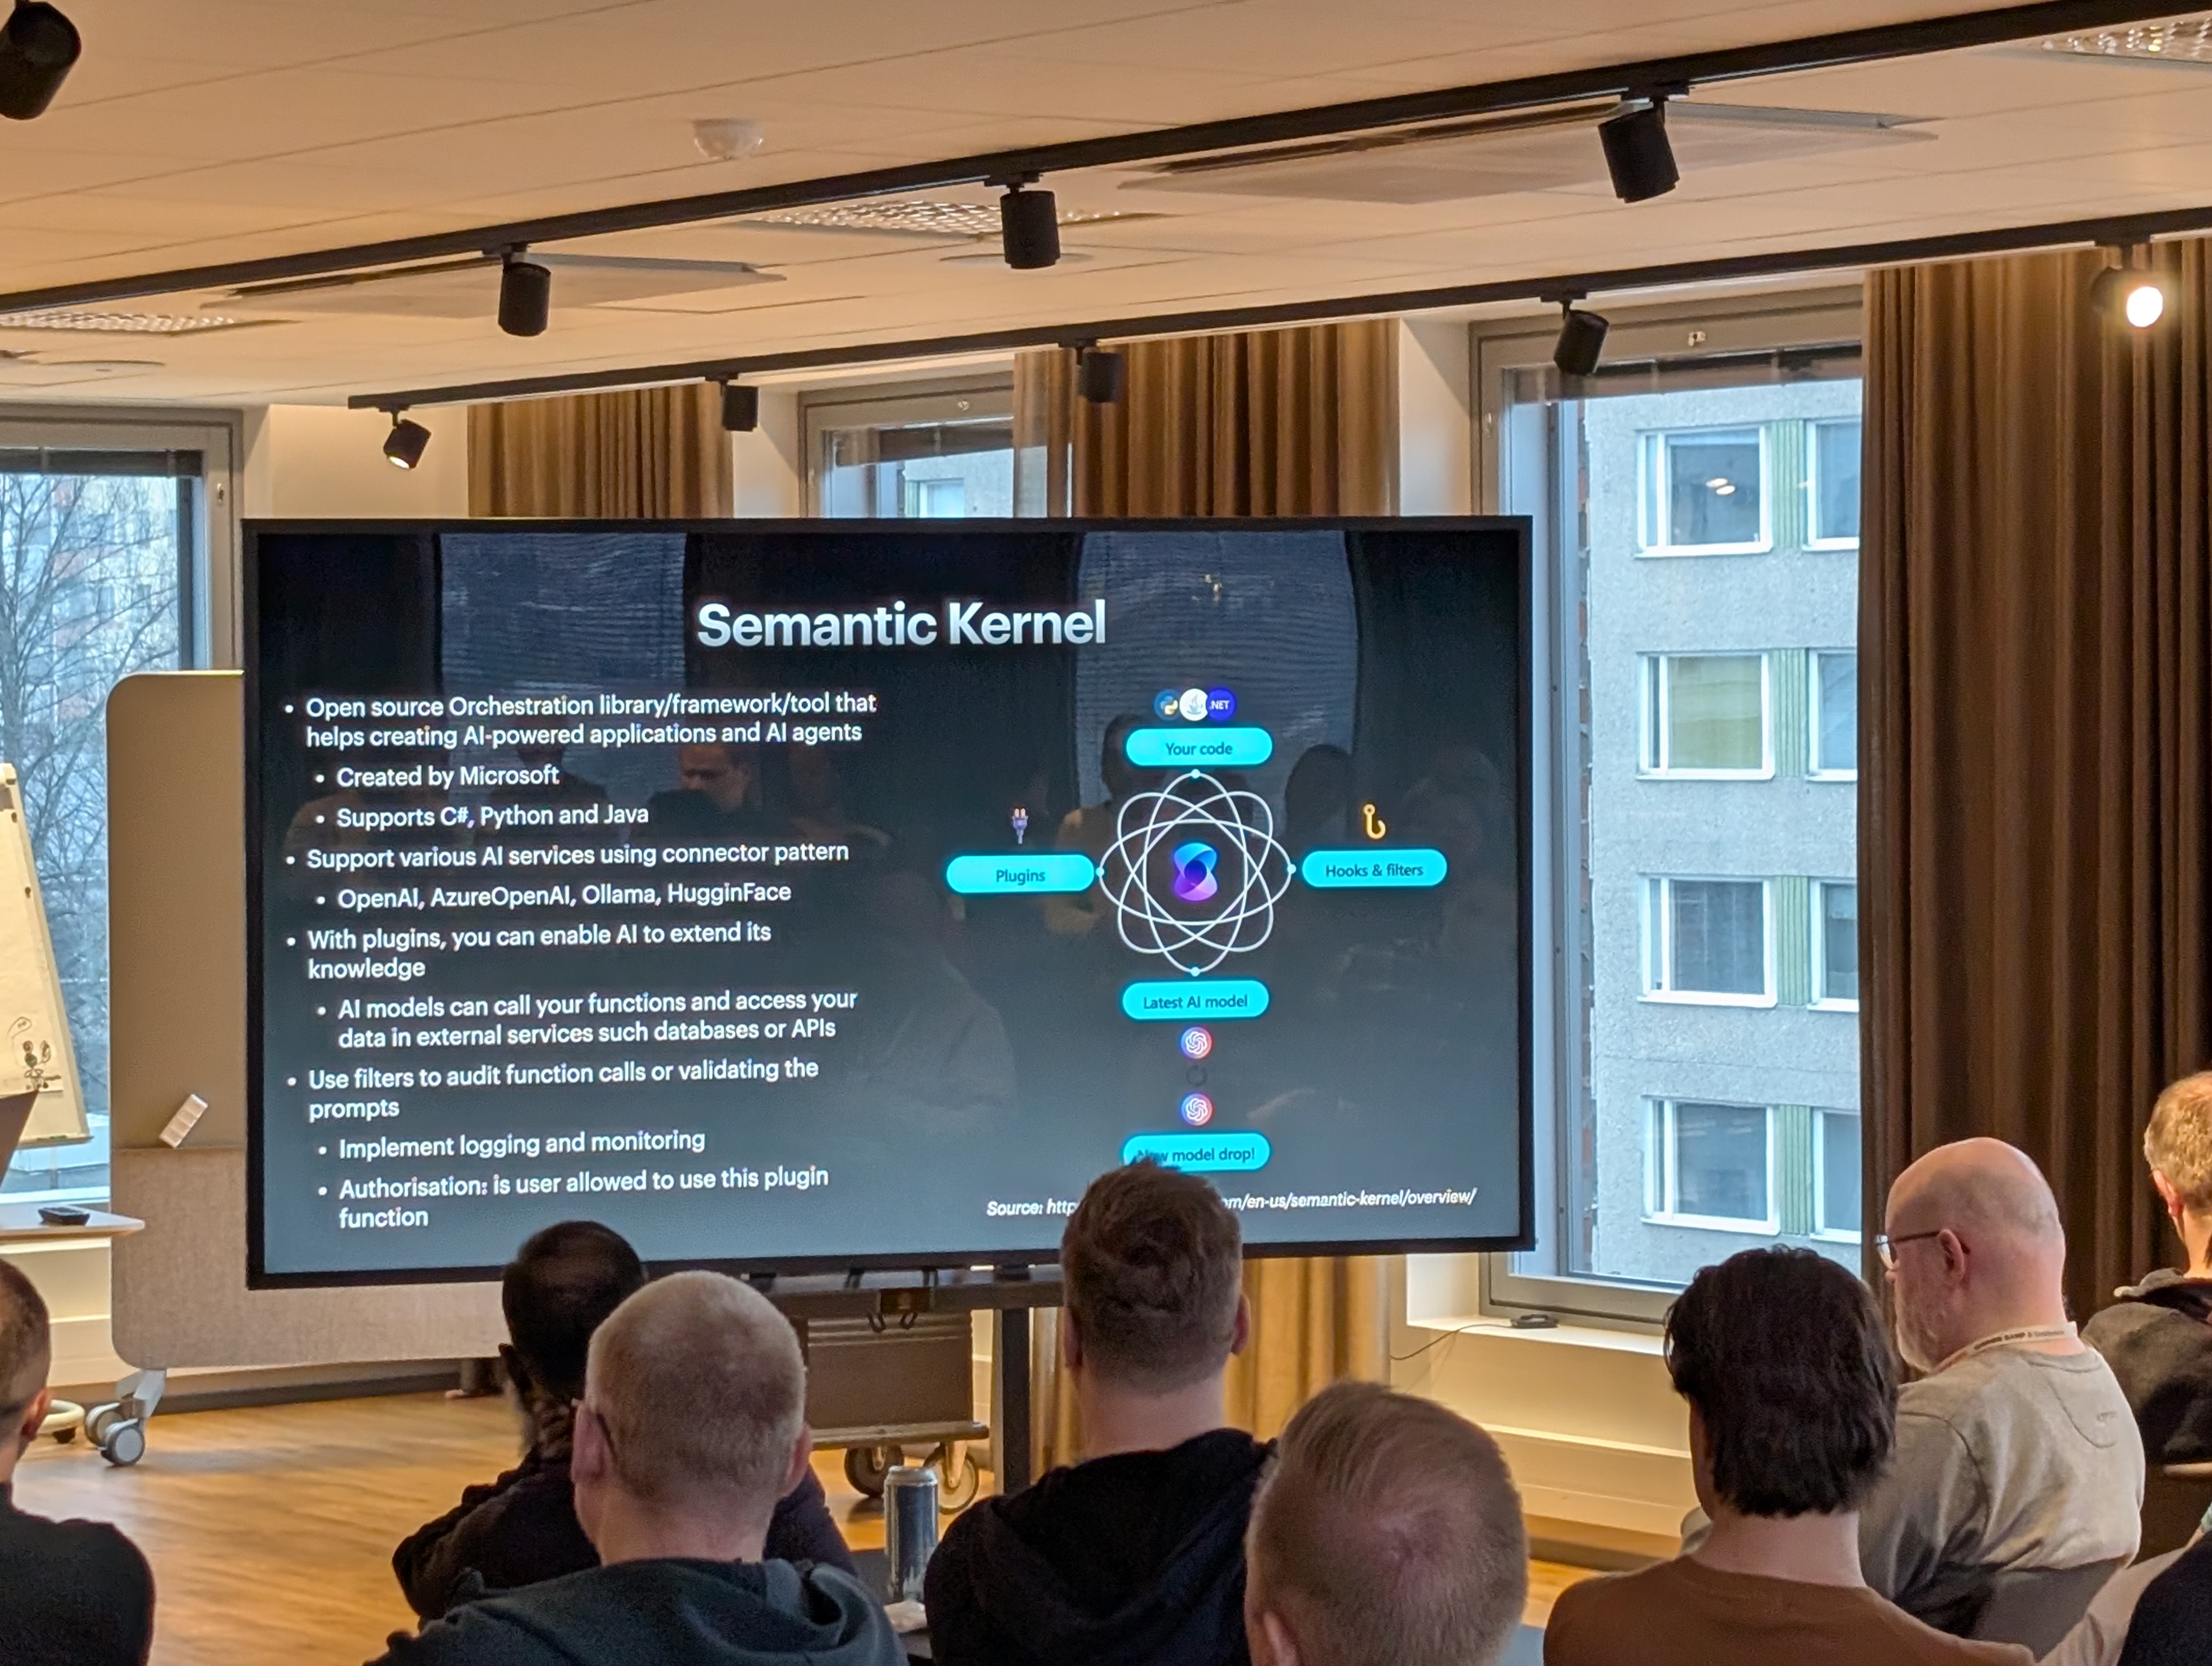 Semantic Kernel
• Open source Orchestration library/framework/tool that
helps creating AI-powered applications and AI agents
• Created by Microsoft
• Supports C#, Python and Java
• Support various AI services using connector pattern
• OpenAI, AzureOpenAI, Ollama, HugginFace
• With plugins, you can enable AI to extend its
knowledge
• AI models can call your functions and access your
data in external services such databases or APIs
• Use filters to audit function calls or validating the
prompts
• Implement logging and monitoring
• Authorisation: is user allowed to use this plugin
function
.NET
Your code
Plugins
Hooks & filters
Latest AI model
model drop!
Source: http om/en-us/semantic-kernel/overview/